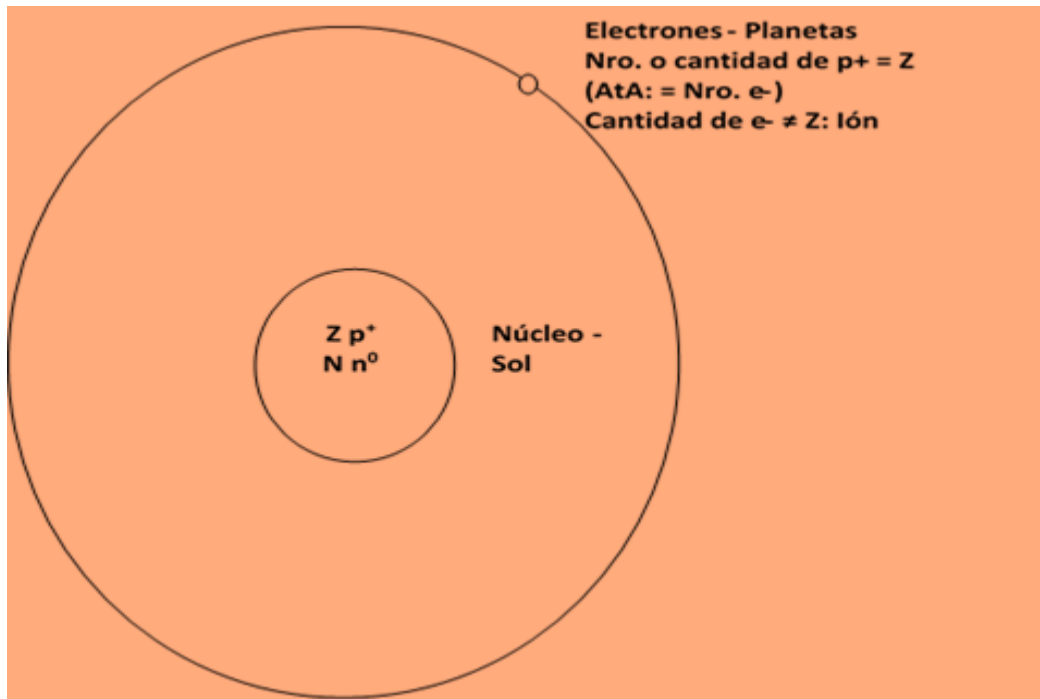 Electrones - Planetas
Nro. o cantidad de p+ = Z
(AtA: = Nro. e-)
Cantidad de e- ≠ Z: Ión
Z p⁺
N n⁰
Núcleo -
Sol